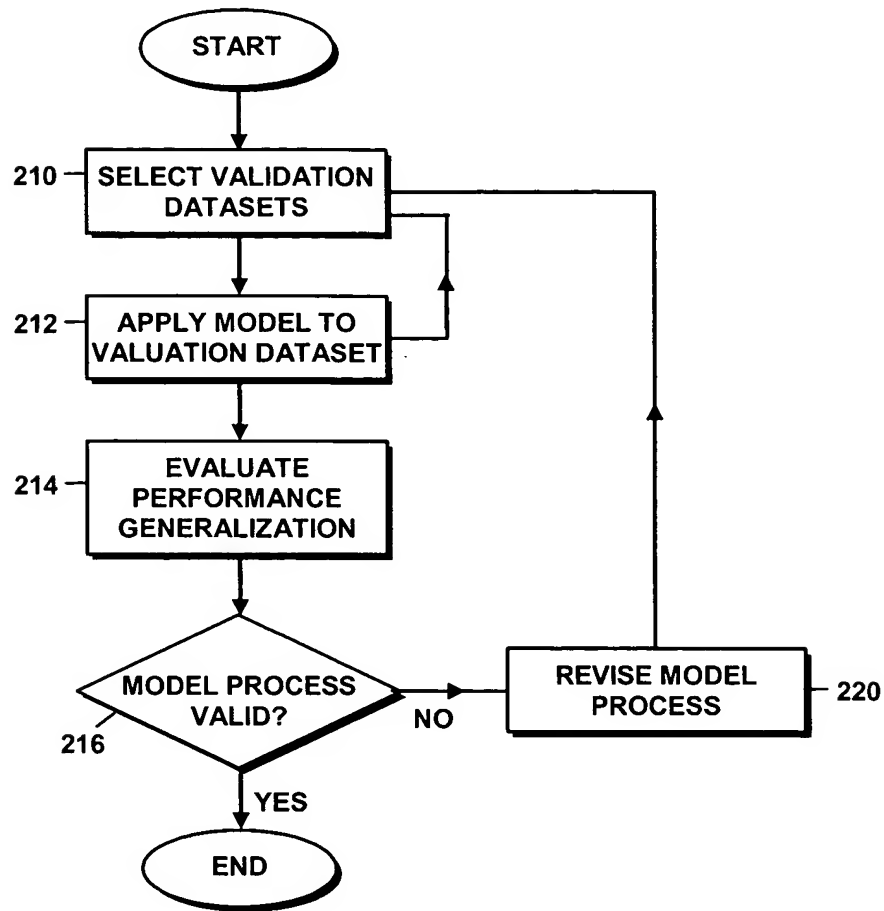 START
210
SELECT VALIDATION
DATASETS
212
APPLY MODEL TO
VALUATION DATASET
214
EVALUATE
PERFORMANCE
GENERALIZATION
MODEL PROCESS
VALID?
216
NO
REVISE MODEL
PROCESS
220
YES
END